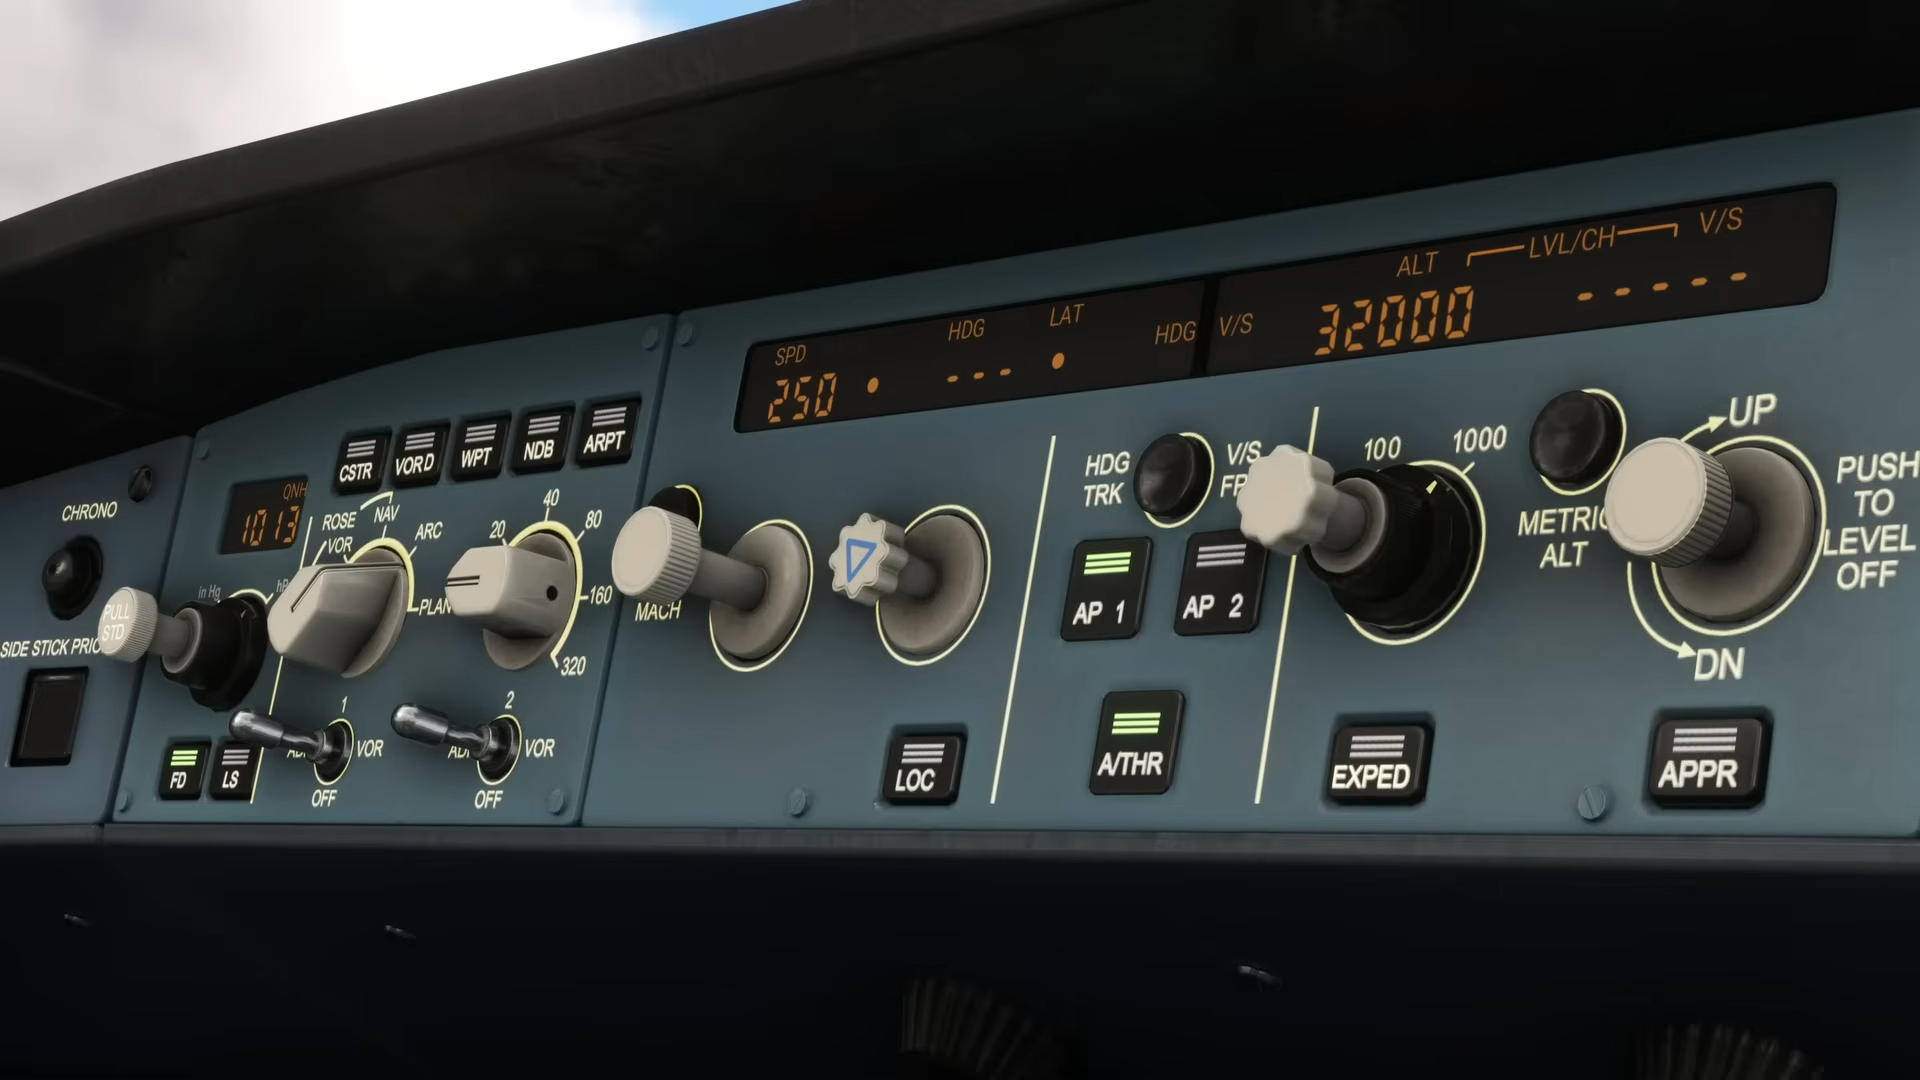 CHRONO
SIDE STICK PRIO
PULL
STD
QNH
1013
in Hg
CSTR
VOR D
WPT
NDB
ARPT
ROSE
VOR
NAV
ARC
PLAN
20
40
80
160
320
FD
LS
1
VOR
OFF
2
VOR
OFF
SPD
250
HDG
---
LAT
HDG V/S
ALT
LVL/CH
V/S
32000
-----
MACH
LOC
HDG
TRK
V/S
AP 1
AP 2
A/THR
100
1000
METRIC
ALT
EXPED
UP
DN
PUSH
TO
LEVEL
OFF
APPR